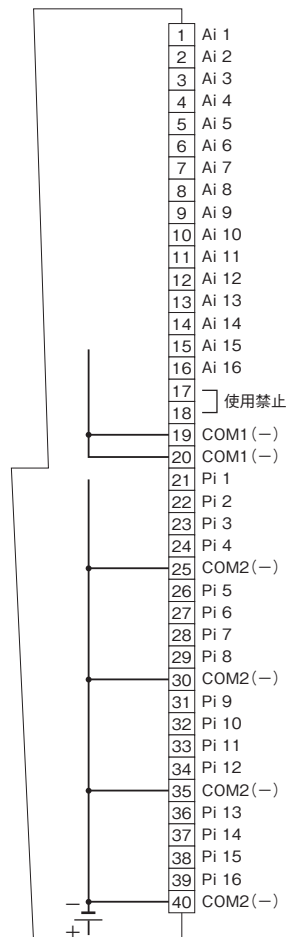 1 Ai 1
2 Ai 2
3 Ai 3
4 Ai 4
5 Ai 5
6 Ai 6
7 Ai 7
8 Ai 8
9 Ai 9
10 Ai 10
11 Ai 11
12 Ai 12
13 Ai 13
14 Ai 14
15 Ai 15
16 Ai 16
17
使用禁止
18
19 COM1(−)
20 COM1(−)
21 Pi 1
22 Pi 2
23 Pi 3
24 Pi 4
25 COM2(−)
26 Pi 5
27 Pi 6
28 Pi 7
29 Pi 8
30 COM2(−)
31 Pi 9
32 Pi 10
33 Pi 11
34 Pi 12
35 COM2(−)
36 Pi 13
37 Pi 14
38 Pi 15
39 Pi 16
40 COM2(−)
−
+